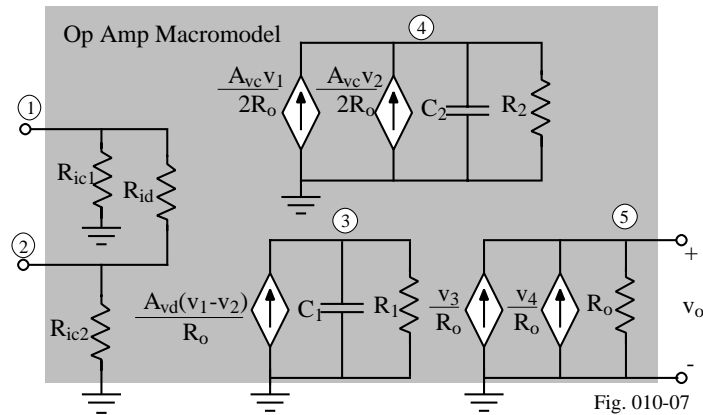 Op Amp Macromodel
4
A_vc v_1
2R_o
A_vc v_2
2R_o
C_2
R_2
1
R_ic1
R_id
2
R_ic2
3
A_vd(v_1-v_2)
R_o
C_1
R_1
5
v_3
R_o
v_4
R_o
R_o
+
v_o
-
Fig. 010-07